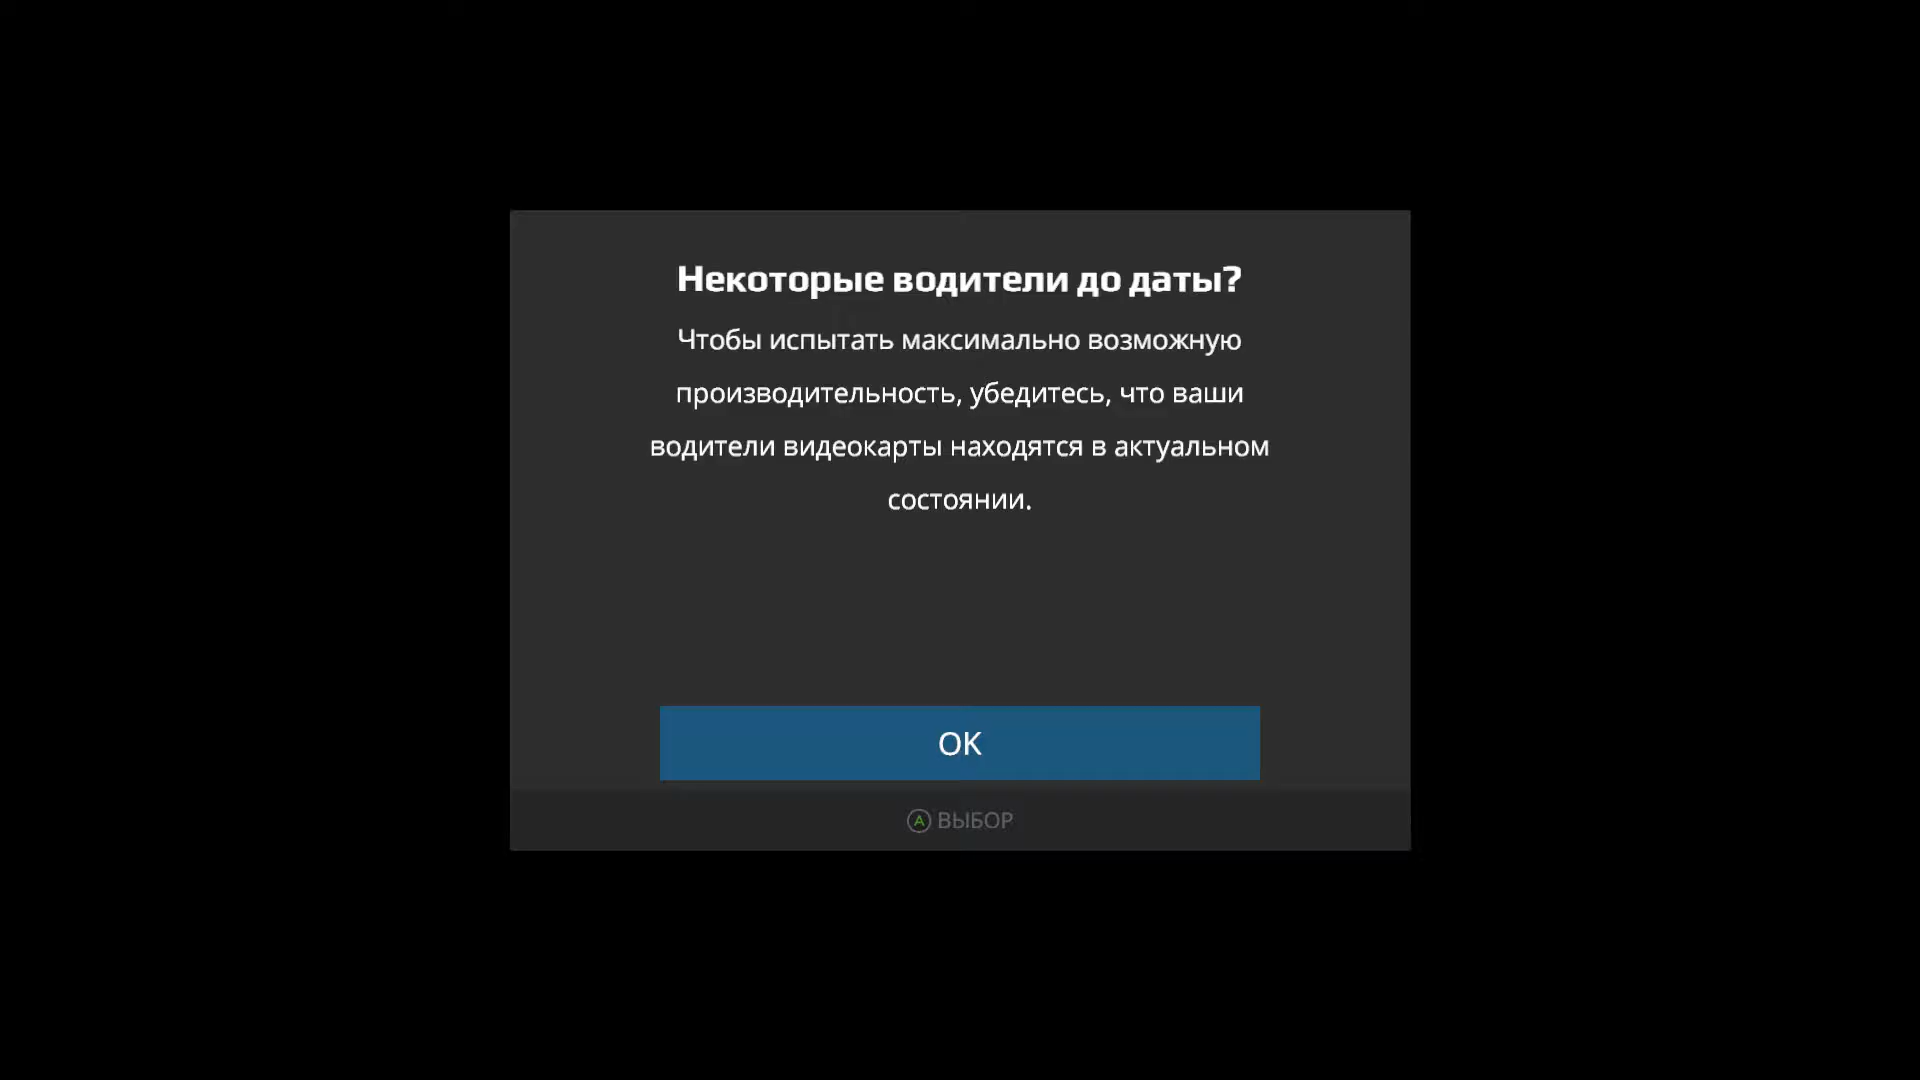 Некоторые водители до даты?
Чтобы испытать максимально возможную
производительность, убедитесь, что ваши
водители видеокарты находятся в актуальном
состоянии.
OK
A ВЫБОР